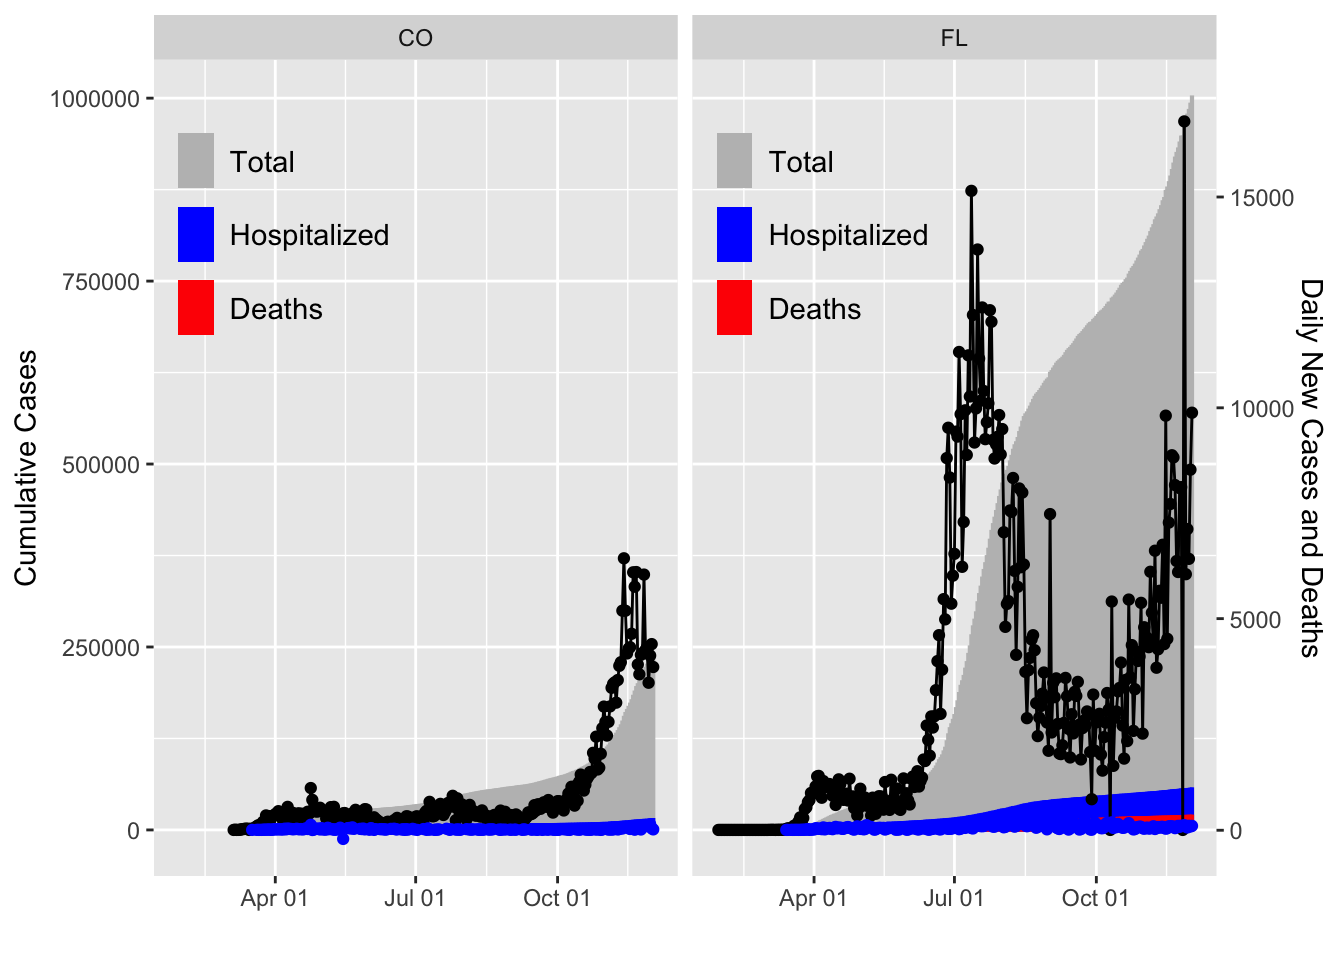 CO
FL
1000000
750000
500000
250000
0
Cumulative Cases
Total
Hospitalized
Deaths
Total
Hospitalized
Deaths
15000
10000
5000
0
Daily New Cases and Deaths
Apr 01
Jul 01
Oct 01
Apr 01
Jul 01
Oct 01